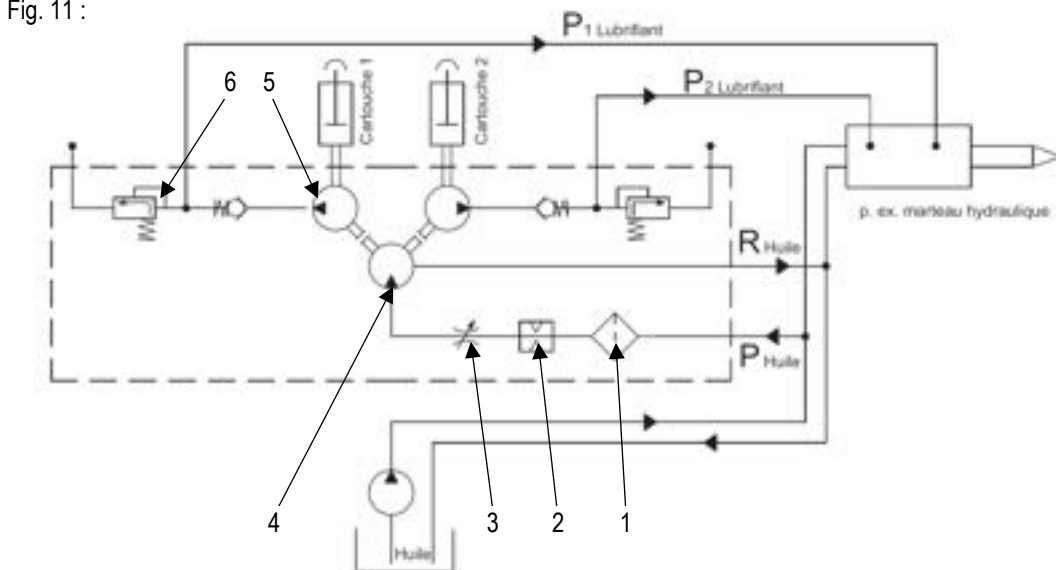 Fig. 11 :
P1 Lubrifiant
P2 Lubrifiant
6
5
Cartouche 1
Cartouche 2
p. ex. marteau hydraulique
R Huile
P Huile
4
3
2
1
Huile